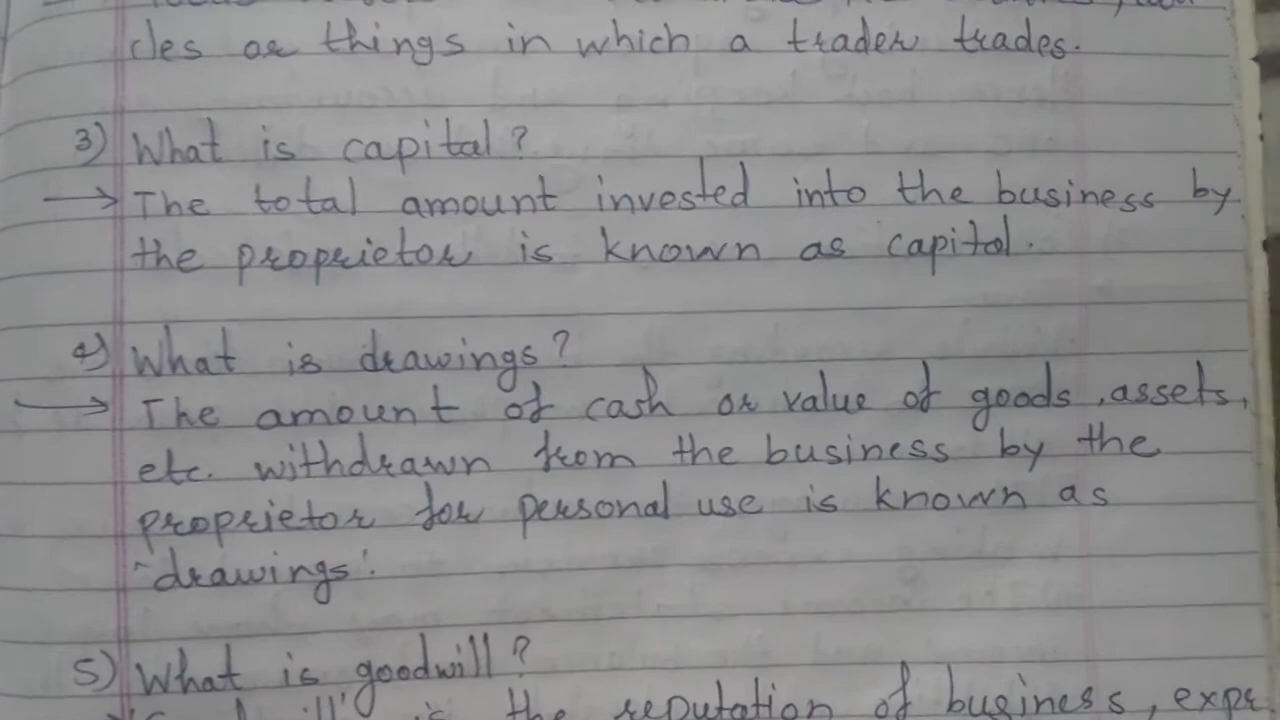 cles or things in which a trader trades.
3) What is capital?
→ The total amount invested into the business by
the proprietor is known as capital.
4) What is drawings?
→ The amount of cash or value of goods, assets,
etc. withdrawn from the business by the
proprietor for personal use is known as
'drawings'.
5) What is goodwill?
is the reputation of business, expr